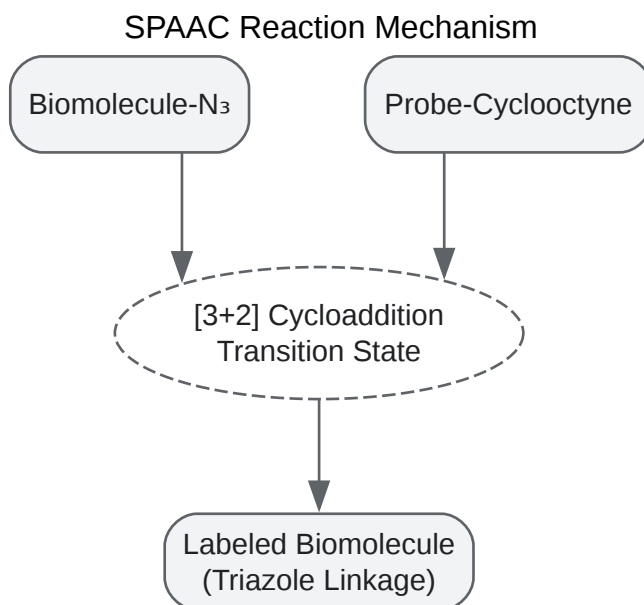 SPAAC Reaction Mechanism
Biomolecule-N₃
Probe-Cyclooctyne
[3+2] Cycloaddition
Transition State
Labeled Biomolecule
(Triazole Linkage)